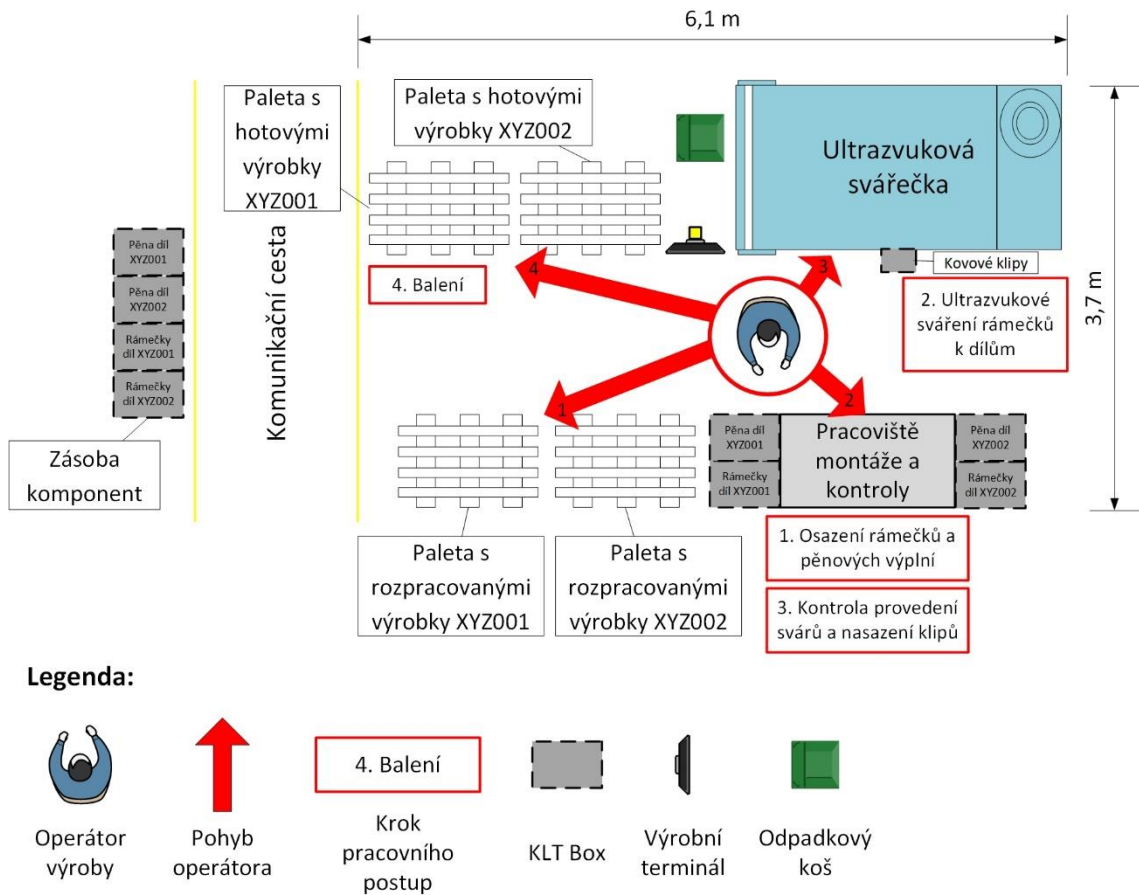 6,1 m
Paleta s
hotovými
výrobky
XYZ001
Paleta s hotovými
výrobky XYZ002
Ultrazvuková
svářečka
3,7 m
Pěna díl
XYZ001
Pěna díl
XYZ002
Rámečky
díl XYZ001
Rámečky
díl XYZ002
Zásoba
komponent
Komunikační cesta
4. Balení
4
3
Kovové klipy
2. Ultrazvukové
sváření rámečků
k dílům
1
2
Pěna díl
XYZ001
Rámečky
díl XYZ001
Pracoviště
montáže a
kontroly
Pěna díl
XYZ002
Rámečky
díl XYZ002
Paleta s
rozpracovanými
výrobky XYZ001
Paleta s
rozpracovanými
výrobky XYZ002
1. Osazení rámečků a
pěnových výplní
3. Kontrola provedení
svárů a nasazení klipů
Legenda:
4. Balení
Operátor
výroby
Pohyb
operátora
Krok
pracovního
postup
KLT Box
Výrobní
terminál
Odpadkový
koš